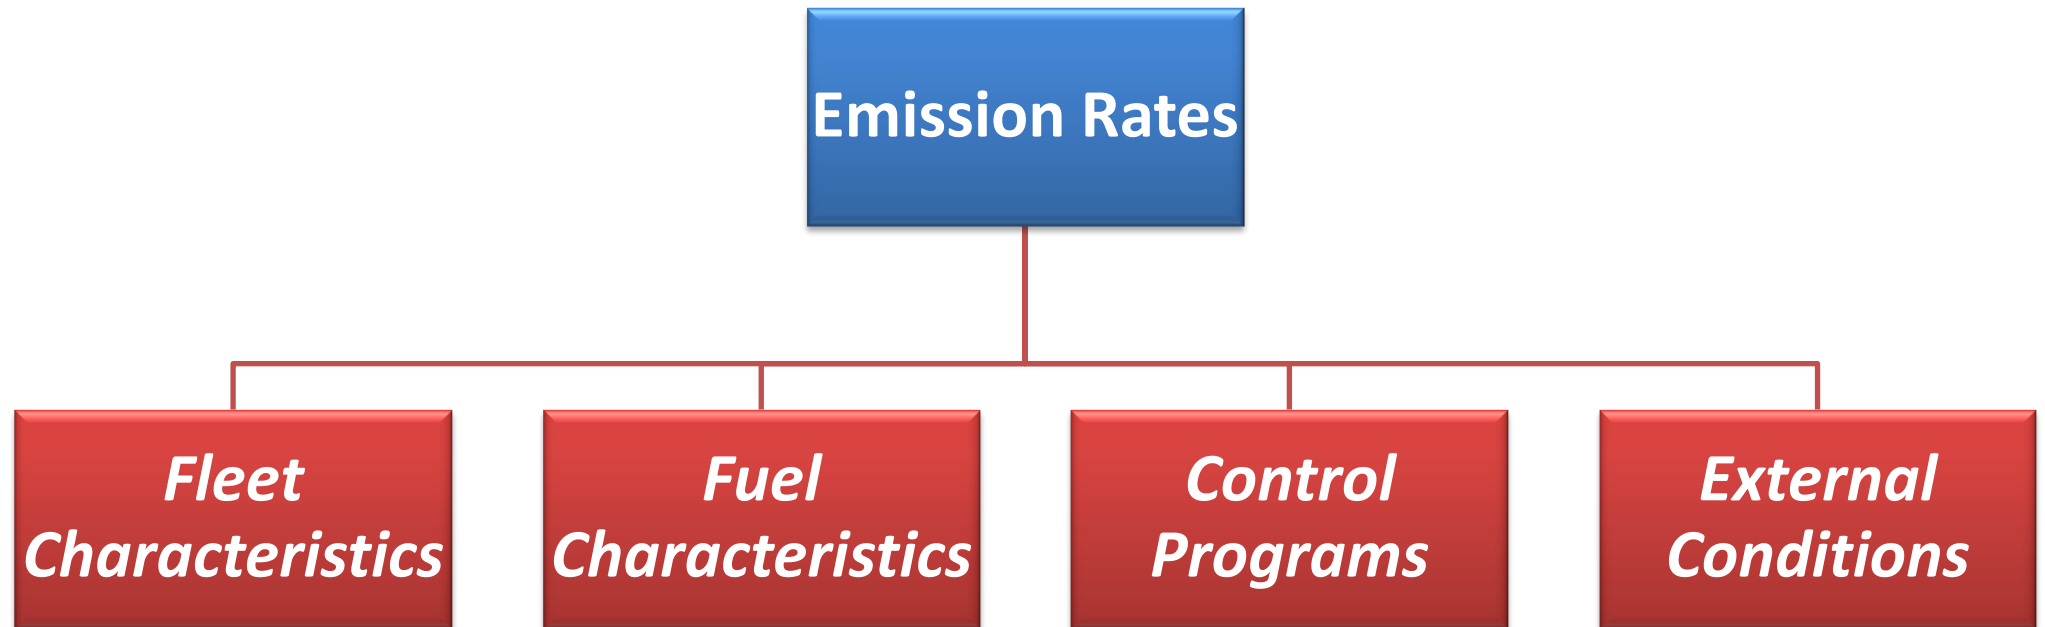 Emission Rates
Fleet
Characteristics
Fuel
Characteristics
Control
Programs
External
Conditions